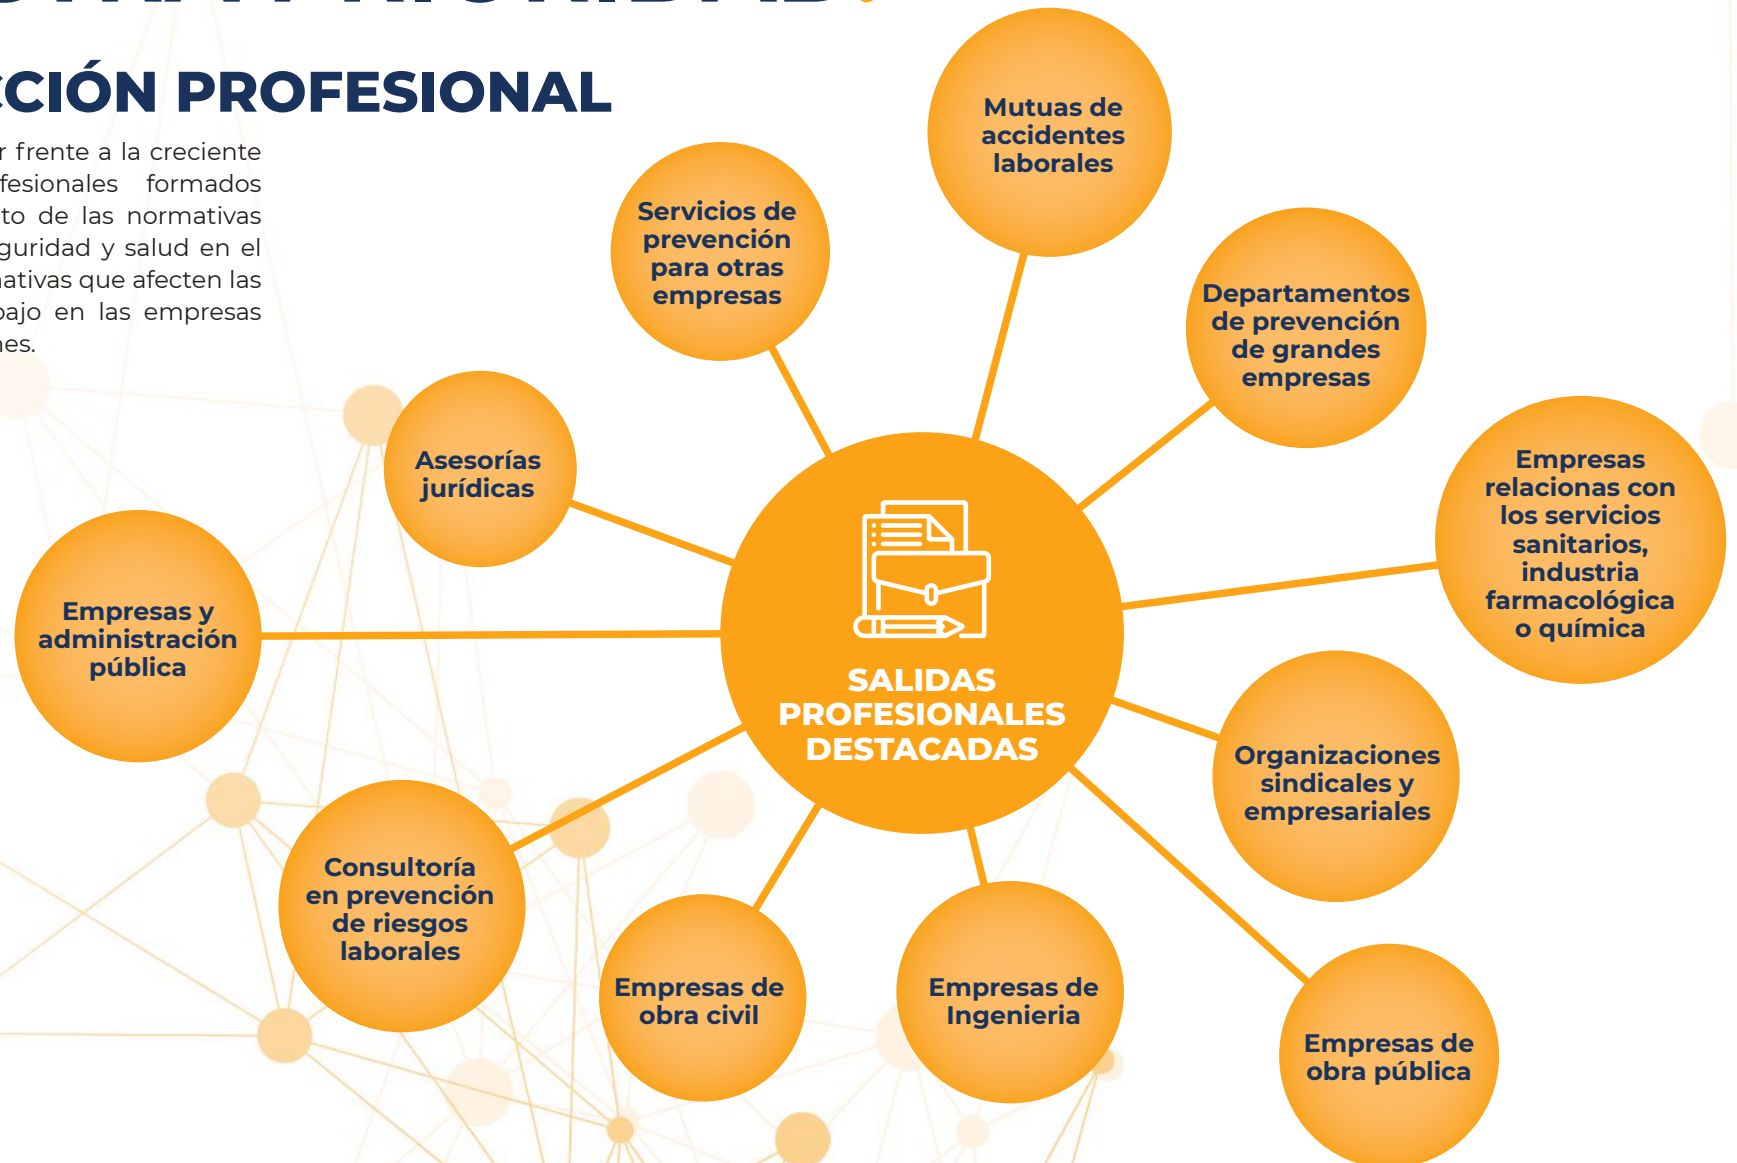 PRIORIDAD.
CCIÓN PROFESIONAL
r frente a la creciente
fesionales formados
to de las normativas
guridad y salud en el
nativas que afecten las
bajo en las empresas
nes.
Mutuas de
accidentes
laborales
Servicios de
prevención
para otras
empresas
Departamentos
de prevención
de grandes
empresas
Asesorías
jurídicas
Empresas
relacionas con
los servicios
sanitarios,
industria
farmacológica
o química
Empresas y
administración
pública
SALIDAS
PROFESIONALES
DESTACADAS
Organizaciones
sindicales y
empresariales
Consultoría
en prevención
de riesgos
laborales
Empresas de
obra civil
Empresas de
Ingenieria
Empresas de
obra pública